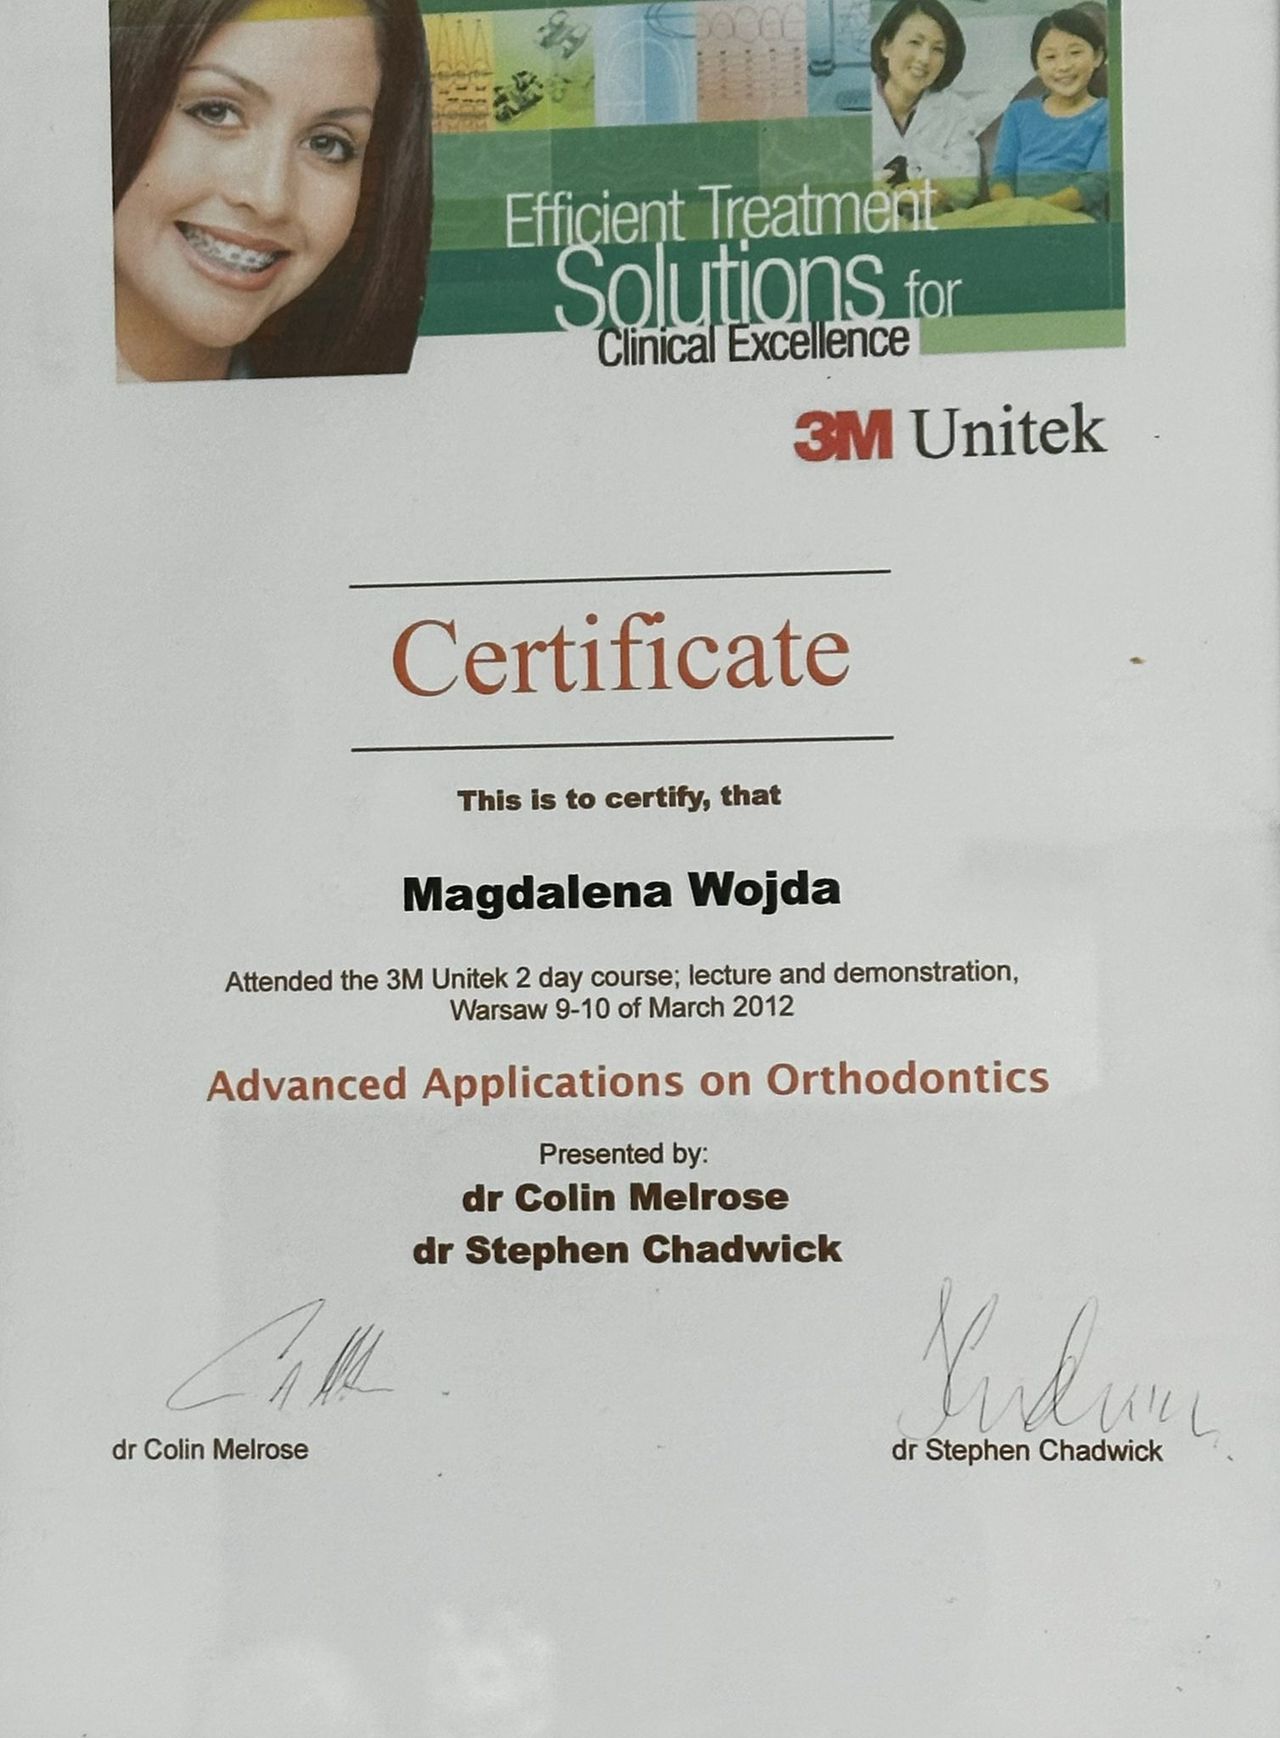 Efficient Treatment
Solutions for
Clinical Excellence
3M Unitek
Certificate
This is to certify, that
Magdalena Wojda
Attended the 3M Unitek 2 day course; lecture and demonstration,
Warsaw 9-10 of March 2012
Advanced Applications on Orthodontics
Presented by:
dr Colin Melrose
dr Stephen Chadwick
dr Colin Melrose
dr Stephen Chadwick